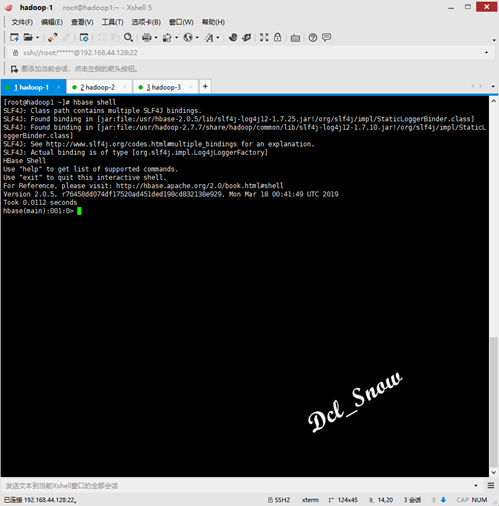 hadoop-1 root@hadoop1:~ - Xshell 5
文件(F) 编辑(E) 查看(V) 工具(T) 选项卡(B) 窗口(W) 帮助(H)
ssh://root:******@192.168.44.128:22
要添加当前会话，点击左侧的箭头按钮。
1 hadoop-1 2 hadoop-2 3 hadoop-3
[root@hadoop1 ~]# hbase shell
SLF4J: Class path contains multiple SLF4J bindings.
SLF4J: Found binding in [jar:file:/usr/hbase-2.0.5/lib/slf4j-log4j12-1.7.25.jar!/org/slf4j/impl/StaticLoggerBinder.class]
SLF4J: Found binding in [jar:file:/usr/hadoop-2.7.7/share/hadoop/common/lib/slf4j-log4j12-1.7.10.jar!/org/slf4j/impl/StaticL
oggerBinder.class]
SLF4J: See http://www.slf4j.org/codes.html#multiple_bindings for an explanation.
SLF4J: Actual binding is of type [org.slf4j.impl.Log4jLoggerFactory]
HBase Shell
Use "help" to get list of supported commands.
Use "exit" to quit this interactive shell.
For Reference, please visit: http://hbase.apache.org/2.0/book.html#shell
Version 2.0.5, r76458dd074df17520ad451ded198cd832138e929, Mon Mar 18 00:41:49 UTC 2019
Took 0.0112 seconds
hbase(main):001:0>
Dcl_Snow
发送文本到当前Xshell窗口的全部会话
已连接 192.168.44.128:22。 SSH2 xterm 124x45 14,20 3 会话 CAP NUM